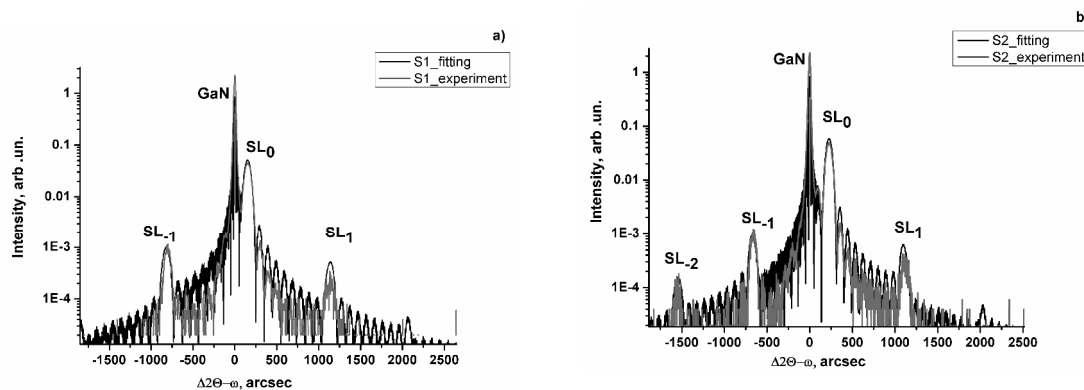 a)
S1_fitting
S1_experiment
GaN
SL0
SL-1
SL1
Intensity, arb .un.
1
0.1
0.01
1E-3
1E-4
-1500 -1000 -500 0 500 1000 1500 2000 2500
Δ2Θ-ω, arcsec
b
S2_fitting
S2_experiment
GaN
SL0
SL-1
SL1
SL-2
Intensity, arb .un.
1
0.1
0.01
1E-3
1E-4
-1500 -1000 -500 0 500 1000 1500 2000 2500
Δ2Θ-ω, arcsec